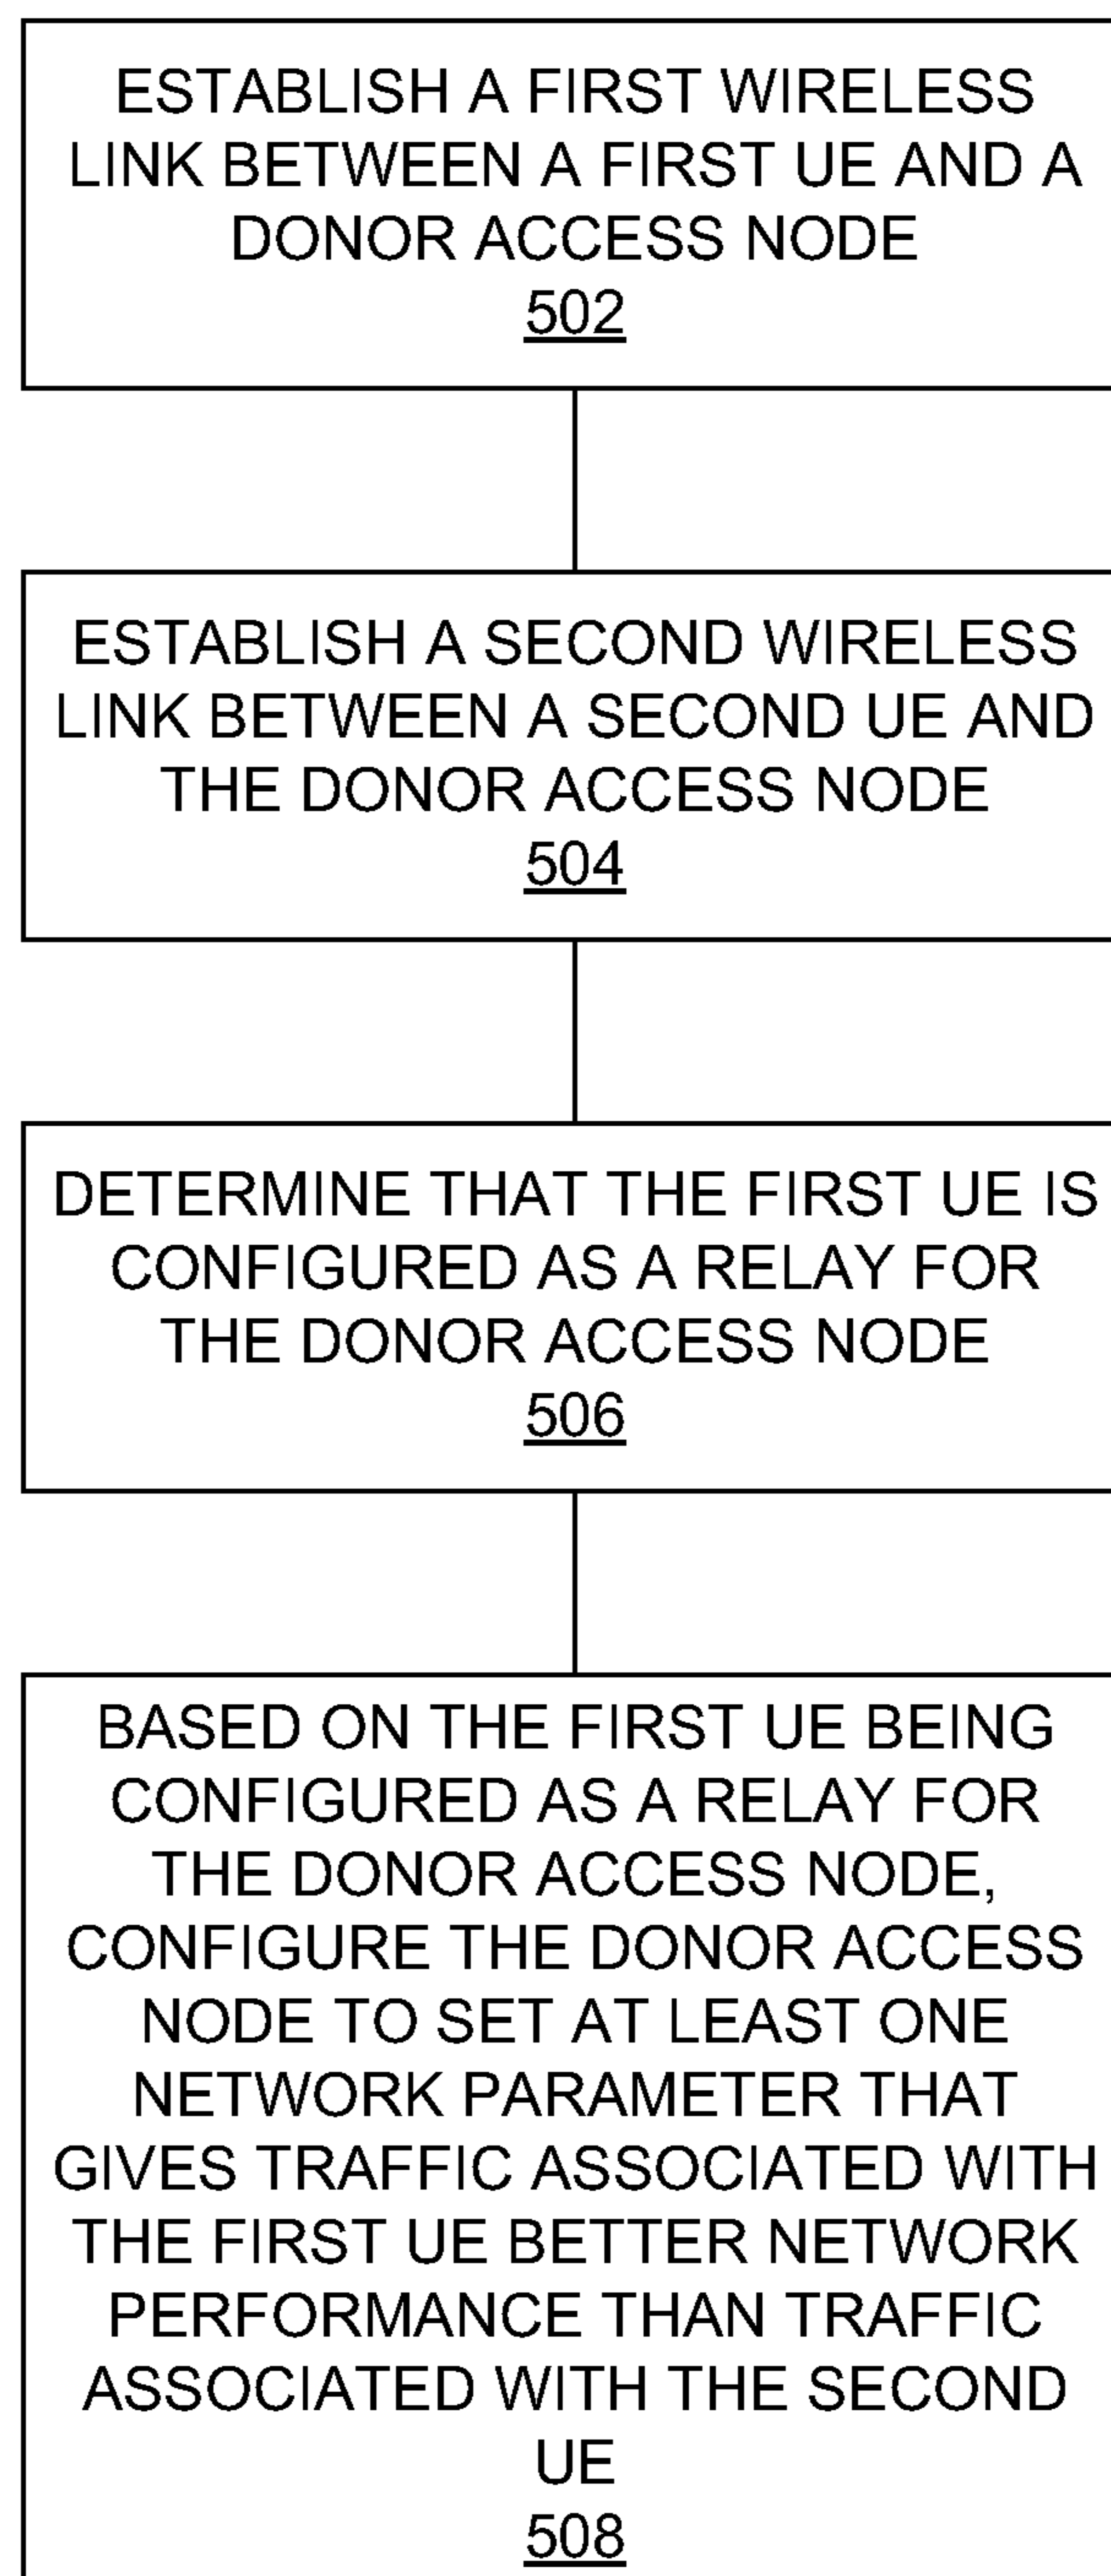 ESTABLISH A FIRST WIRELESS
LINK BETWEEN A FIRST UE AND A
DONOR ACCESS NODE
502
ESTABLISH A SECOND WIRELESS
LINK BETWEEN A SECOND UE AND
THE DONOR ACCESS NODE
504
DETERMINE THAT THE FIRST UE IS
CONFIGURED AS A RELAY FOR
THE DONOR ACCESS NODE
506
BASED ON THE FIRST UE BEING
CONFIGURED AS A RELAY FOR
THE DONOR ACCESS NODE,
CONFIGURE THE DONOR ACCESS
NODE TO SET AT LEAST ONE
NETWORK PARAMETER THAT
GIVES TRAFFIC ASSOCIATED WITH
THE FIRST UE BETTER NETWORK
PERFORMANCE THAN TRAFFIC
ASSOCIATED WITH THE SECOND
UE
508